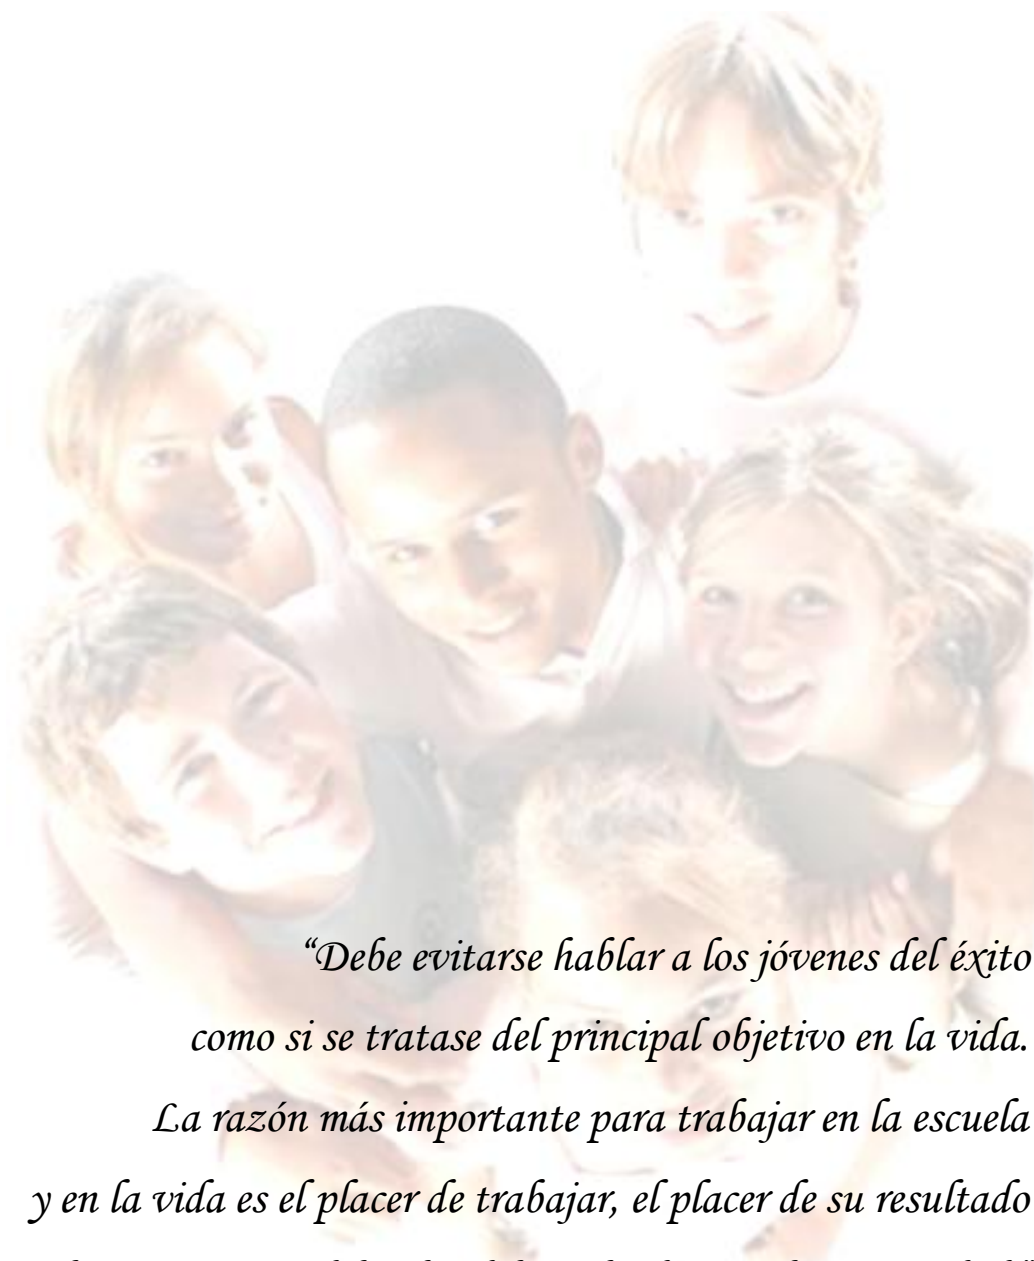 “Debe evitarse hablar a los jóvenes del éxito
como si se tratase del principal objetivo en la vida.
La razón más importante para trabajar en la escuela
y en la vida es el placer de trabajar, el placer de su resultado